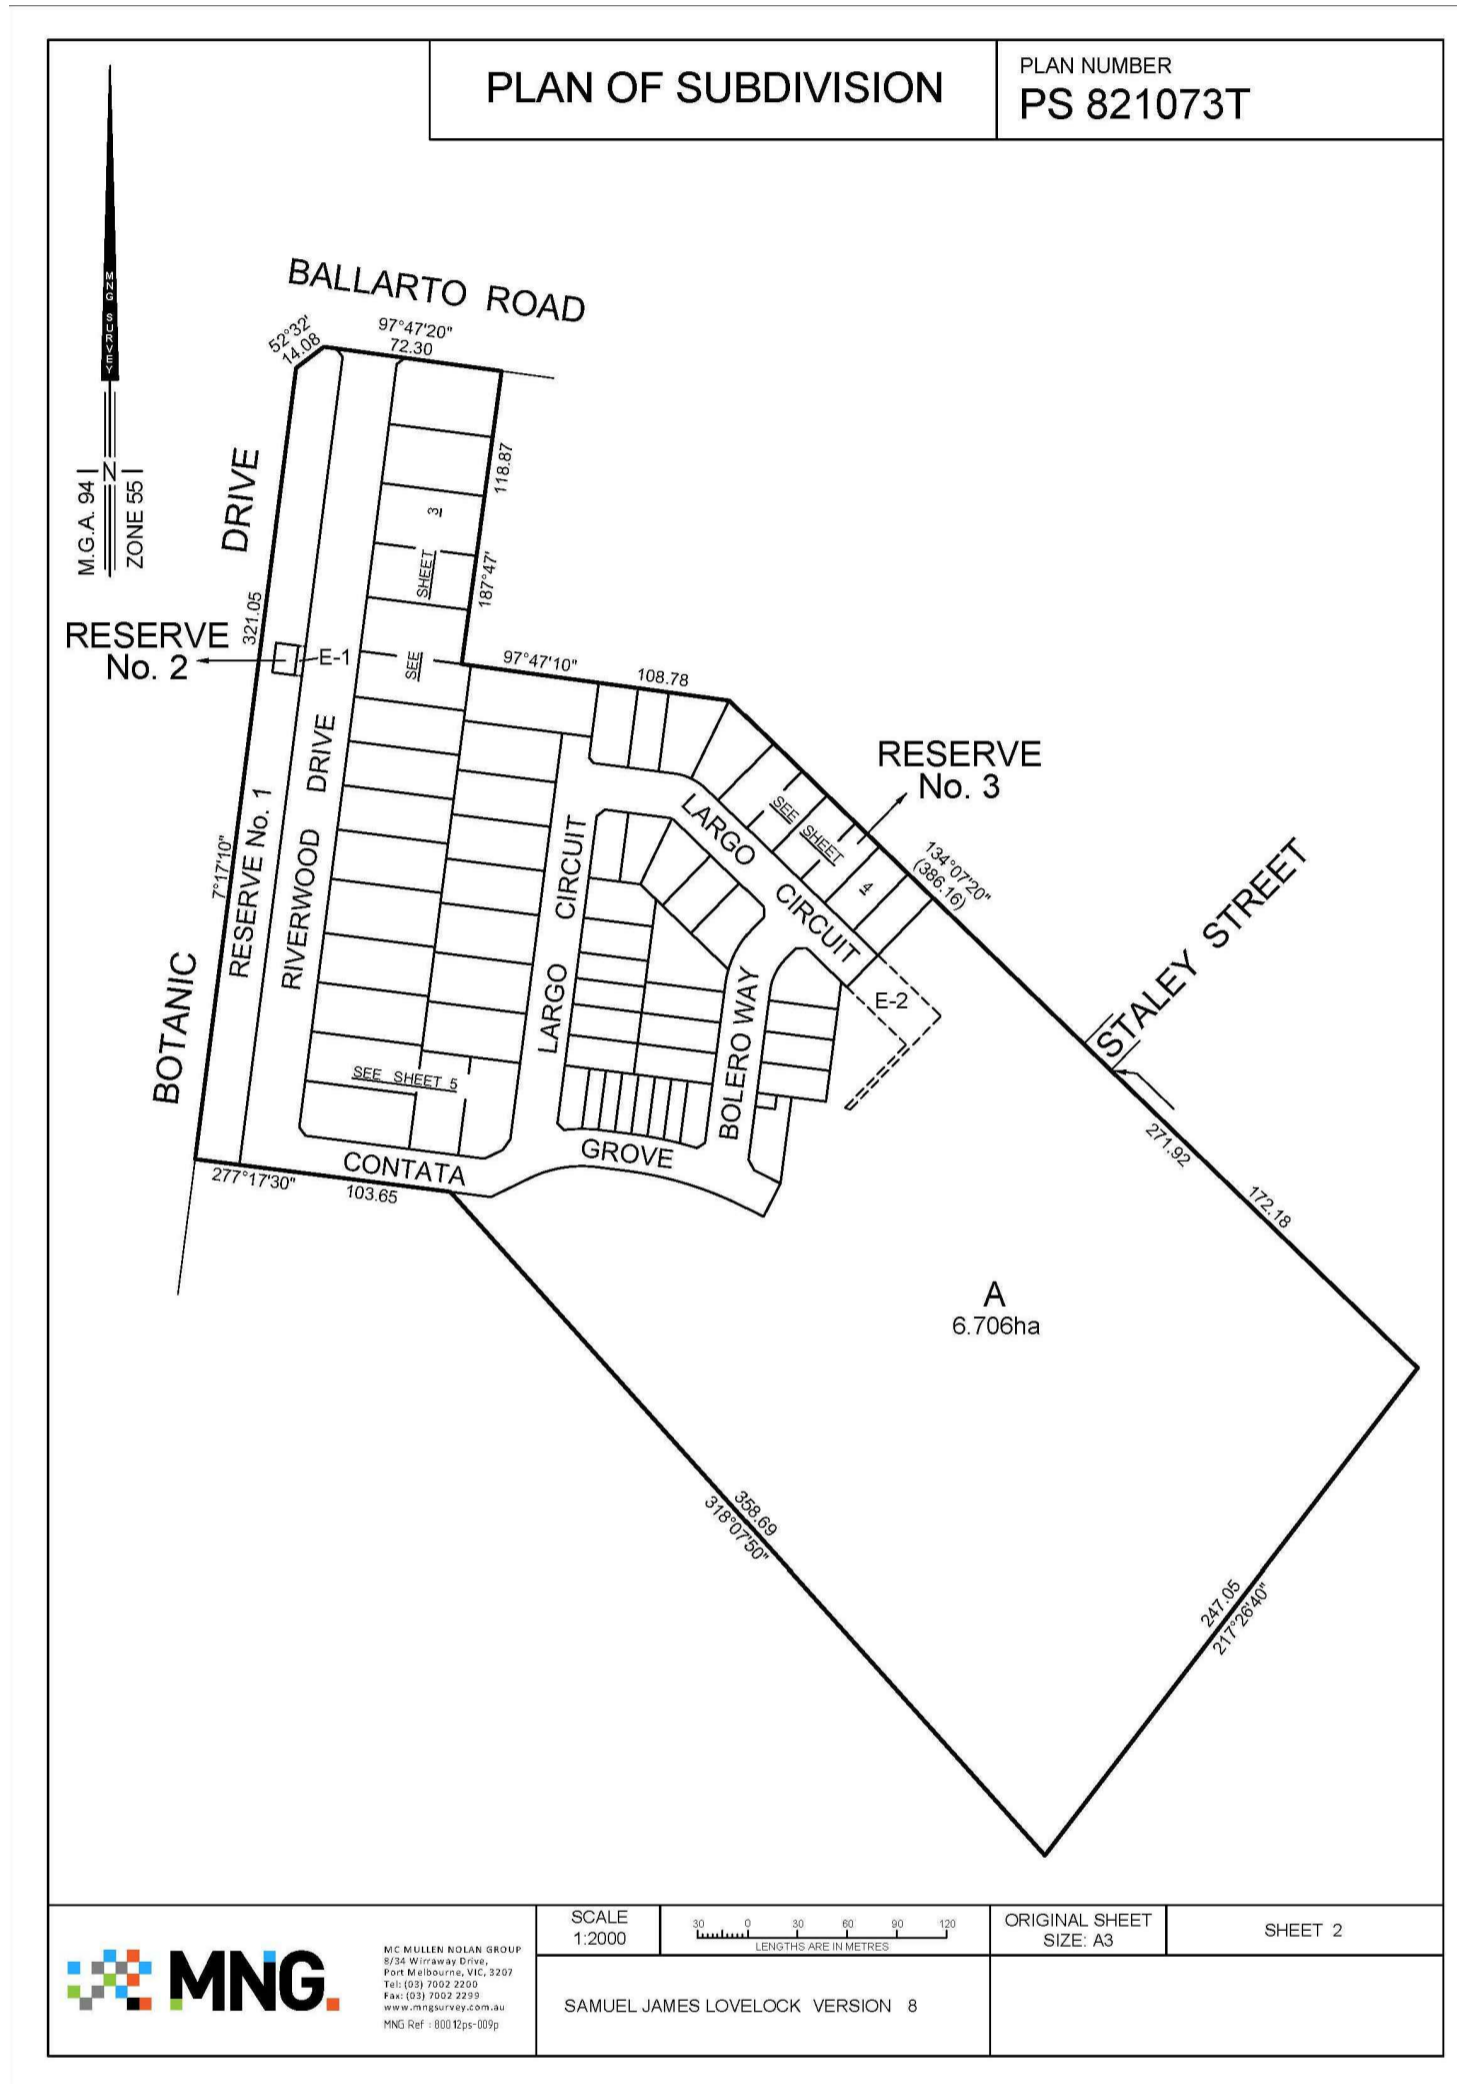 PLAN OF SUBDIVISION
PLAN NUMBER
PS 821073T
MNG SURVEY
M.G.A. 94
N
ZONE 55
BALLARTO ROAD
52°32'
14.08
97°47'20"
72.30
118.87
187°47'
BOTANIC DRIVE
321.05
7°17'10"
RESERVE
No. 2
E-1
RESERVE No. 1
RIVERWOOD DRIVE
SEE SHEET 3
97°47'10"
108.78
RESERVE
No. 3
SEE SHEET 4
LARGO CIRCUIT
LARGO CIRCUIT
134°07'20"
(386.16)
STALEY STREET
E-2
BOLERO WAY
SEE SHEET 5
CONTATA GROVE
277°17'30"
103.65
271.92
172.18
A
6.706ha
358.69
318°07'50"
247.05
217°26'40"
MNG.
MC MULLEN NOLAN GROUP
8/34 Wirraway Drive,
Port Melbourne, VIC, 3207
Tel: (03) 7002 2200
Fax: (03) 7002 2299
www.mngsurvey.com.au
MNG Ref : 80012ps-009p
SCALE
1:2000
30 0 30 60 90 120
LENGTHS ARE IN METRES
ORIGINAL SHEET
SIZE: A3
SHEET 2
SAMUEL JAMES LOVELOCK VERSION 8